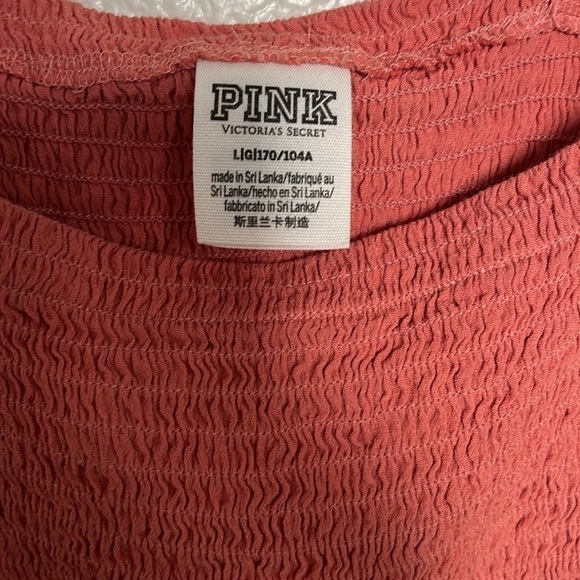 PINK
VICTORIA'S SECRET
L|G|170/104A
made in Sri Lanka/fabriqué au
Sri Lanka/hecho en Sri Lanka/
fabbricato in Sri Lanka/
斯里兰卡制造